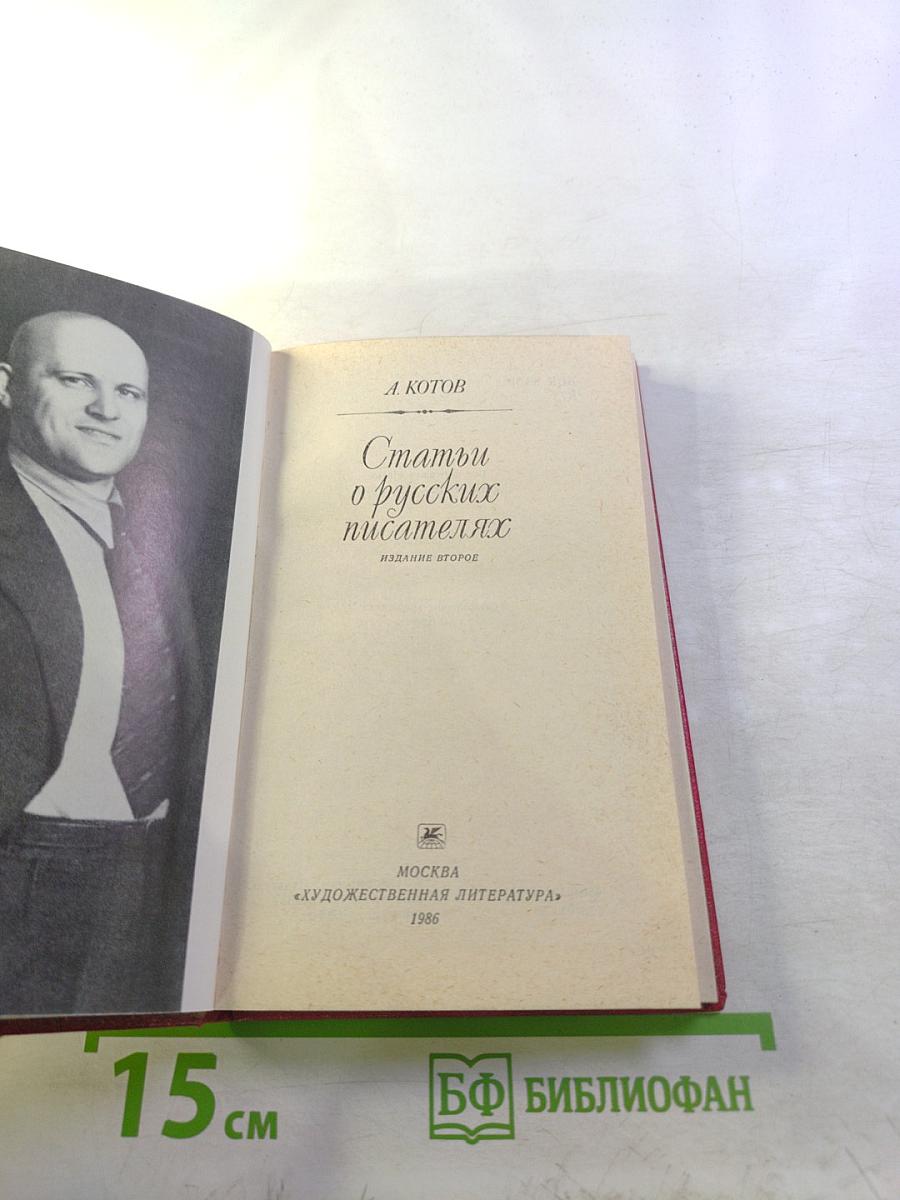 А. КОТОВ
Статьи
о русских
писателях
ИЗДАНИЕ ВТОРОЕ
МОСКВА
«ХУДОЖЕСТВЕННАЯ ЛИТЕРАТУРА»
1986
15 см
БФ БИБЛИОФАН